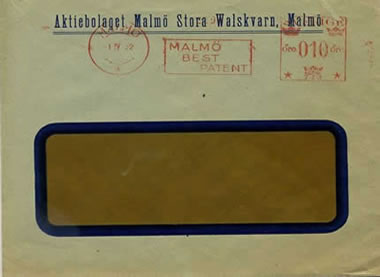 Aktiebolaget Malmö Stora Walskvarn, Malmö
MALMÖ
BEST
PATENT
010